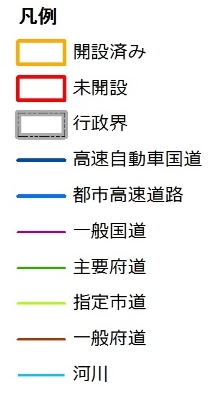 凡例
開設済み
未開設
行政界
高速自動車国道
都市高速道路
一般国道
主要府道
指定市道
一般府道
河川